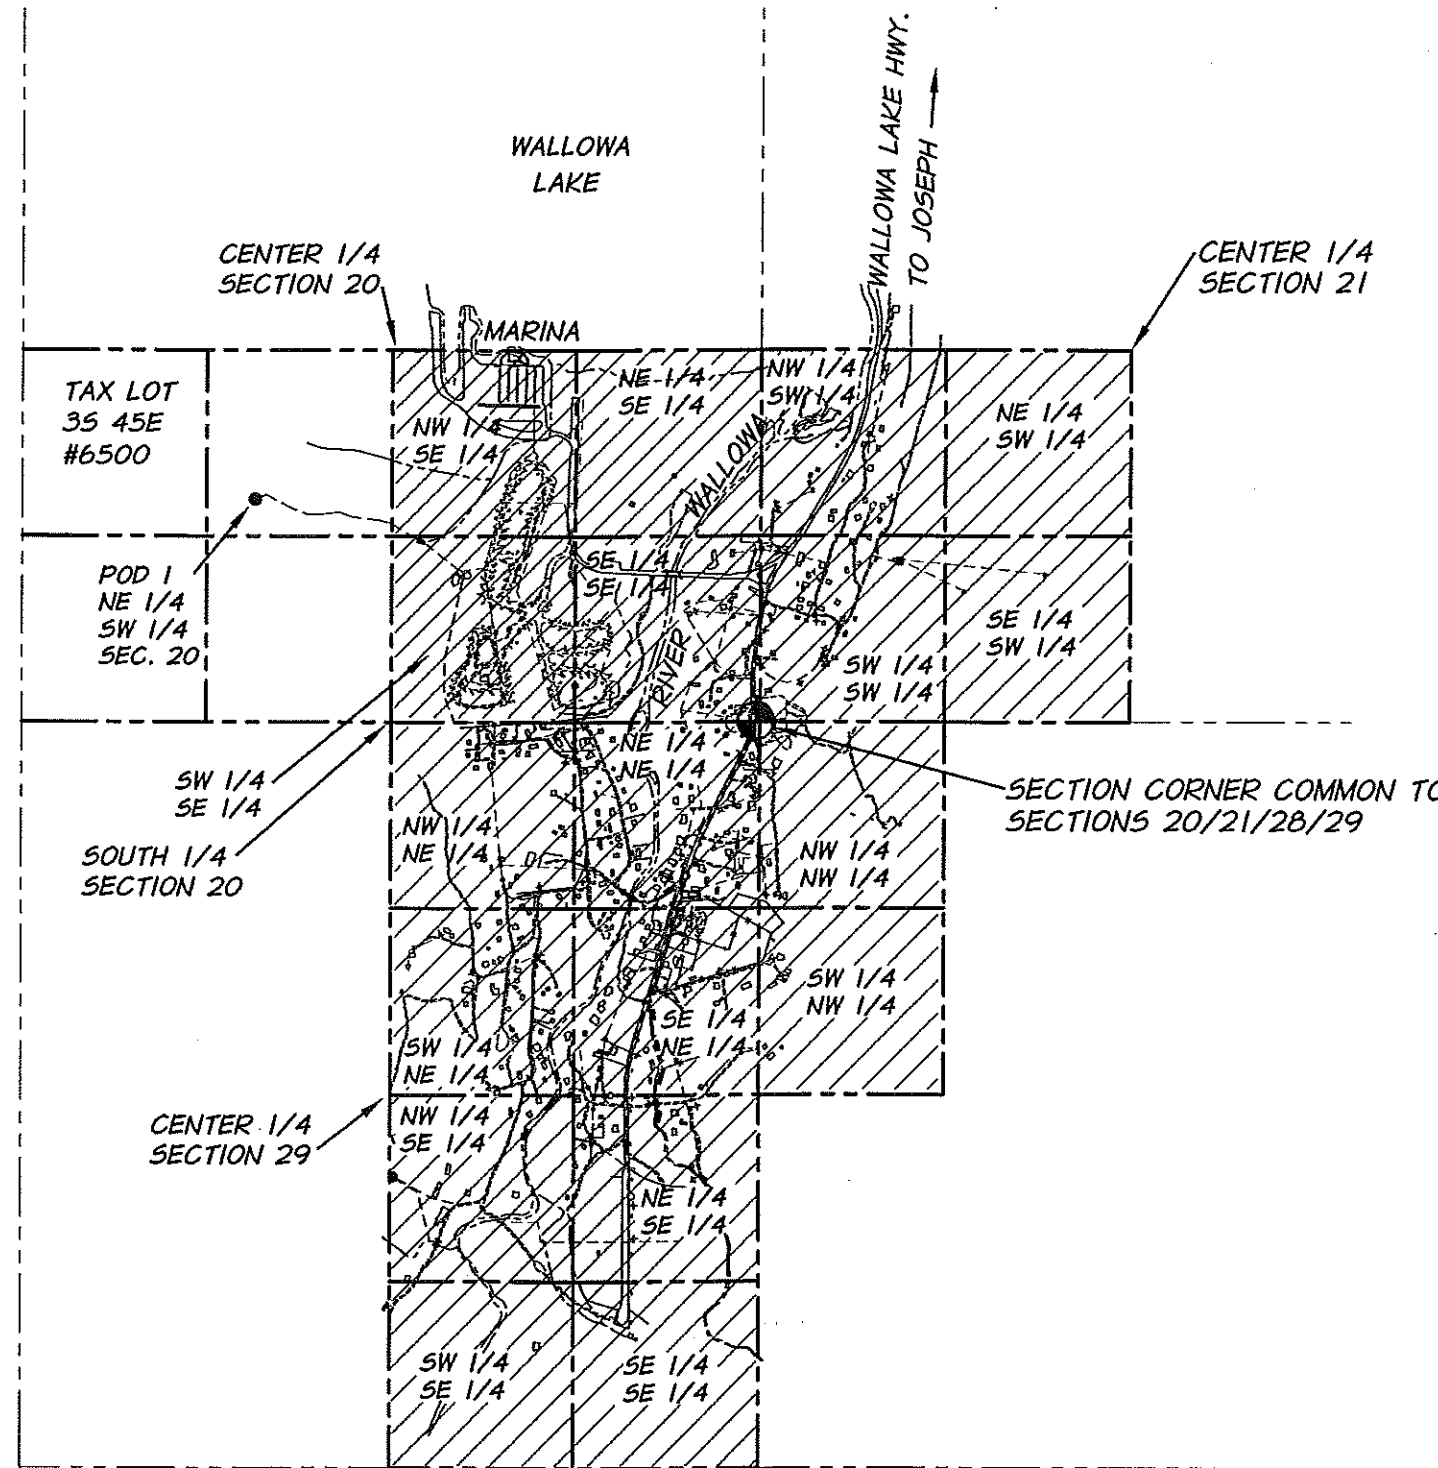 WALLOWA
LAKE
WALLOWA LAKE HWY.
TO JOSEPH
CENTER 1/4
SECTION 20
CENTER 1/4
SECTION 21
MARINA
TAX LOT
3S 45E
#6500
NW 1/4
SE 1/4
NE 1/4
SE 1/4
NW 1/4
SW 1/4
NE 1/4
SW 1/4
WALLOWA
RIVER
POD 1
NE 1/4
SW 1/4
SEC. 20
SE 1/4
SE 1/4
SW 1/4
SW 1/4
SE 1/4
SW 1/4
SW 1/4
SE 1/4
SOUTH 1/4
SECTION 20
NE 1/4
NE 1/4
SECTION CORNER COMMON TO
SECTIONS 20/21/28/29
NW 1/4
NE 1/4
NW 1/4
NW 1/4
SW 1/4
NW 1/4
SE 1/4
NE 1/4
SW 1/4
NE 1/4
CENTER 1/4
SECTION 29
NW 1/4
SE 1/4
NE 1/4
SE 1/4
SW 1/4
SE 1/4
SE 1/4
SE 1/4